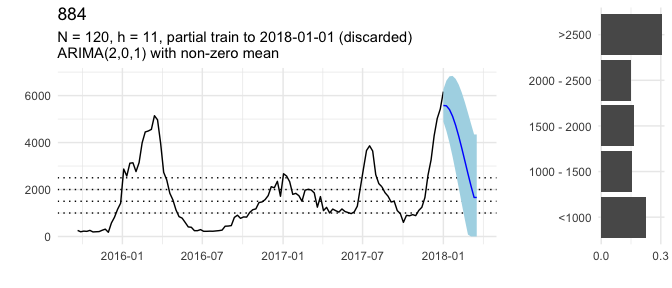 884
N = 120, h = 11, partial train to 2018-01-01 (discarded)
ARIMA(2,0,1) with non-zero mean
6000
4000
2000
0
2016-01
2016-07
2017-01
2017-07
2018-01
>2500
2000 - 2500
1500 - 2000
1000 - 1500
<1000
0.0
0.3